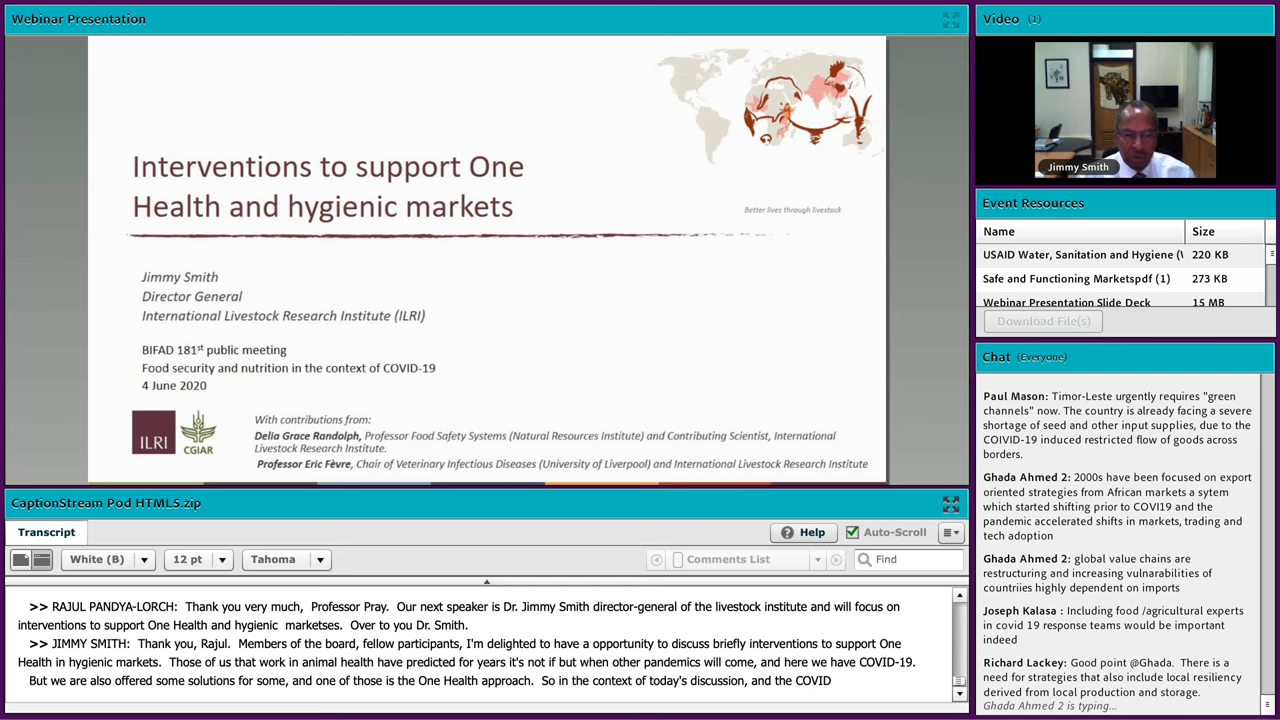 Webinar Presentation
Interventions to support One
Health and hygienic markets
Better lives through livestock
Jimmy Smith
Director General
International Livestock Research Institute (ILRI)
BIFAD 181st public meeting
Food security and nutrition in the context of COVID-19
4 June 2020
ILRI
CGIAR
With contributions from:
Delia Grace Randolph, Professor Food Safety Systems (Natural Resources Institute) and Contributing Scientist, International
Livestock Research Institute.
Professor Eric Fèvre, Chair of Veterinary Infectious Diseases (University of Liverpool) and International Livestock Research Institute
CaptionStream Pod HTML5.zip
Transcript
Help
Auto-Scroll
White (B)
12 pt
Tahoma
Comments List
Find
>> RAJUL PANDYA-LORCH: Thank you very much, Professor Pray. Our next speaker is Dr. Jimmy Smith director-general of the livestock institute and will focus on
interventions to support One Health and hygienic marketses. Over to you Dr. Smith.
>> JIMMY SMITH: Thank you, Rajul. Members of the board, fellow participants, I'm delighted to have a opportunity to discuss briefly interventions to support One
Health in hygienic markets. Those of us that work in animal health have predicted for years it's not if but when other pandemics will come, and here we have COVID-19.
But we are also offered some solutions for some, and one of those is the One Health approach. So in the context of today's discussion, and the COVID
Video (1)
Jimmy Smith
Event Resources
Name Size
USAID Water, Sanitation and Hygiene (W 220 KB
Safe and Functioning Marketspdf (1) 273 KB
Webinar Presentation Slide Deck 15 MB
Download File(s)
Chat (Everyone)
Paul Mason: Timor-Leste urgently requires "green
channels" now. The country is already facing a severe
shortage of seed and other input supplies, due to the
COIVID-19 induced restricted flow of goods across
borders.
Ghada Ahmed 2: 2000s have been focused on export
oriented strategies from African markets a sytem
which started shifting prior to COVI19 and the
pandemic accelerated shifts in markets, trading and
tech adoption
Ghada Ahmed 2: global value chains are
restructuring and increasing vulnarabilities of
countriies highly dependent on imports
Joseph Kalasa : Including food /agricultural experts
in covid 19 response teams would be important
indeed
Richard Lackey: Good point @Ghada. There is a
need for strategies that also include local resiliency
derived from local production and storage.
Ghada Ahmed 2 is typing...